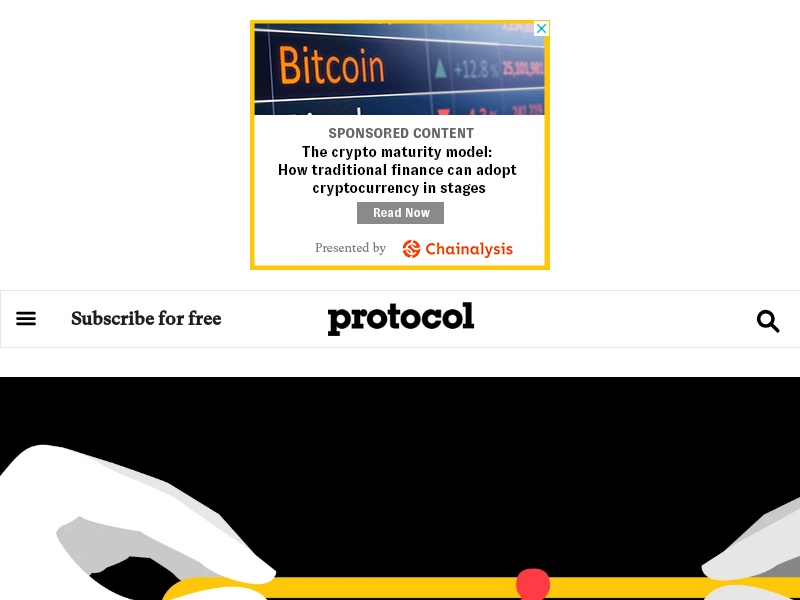 Bitcoin
+12.8 %
25,101,981
SPONSORED CONTENT
The crypto maturity model:
How traditional finance can adopt
cryptocurrency in stages
Read Now
Presented by
Chainalysis
Subscribe for free
protocol